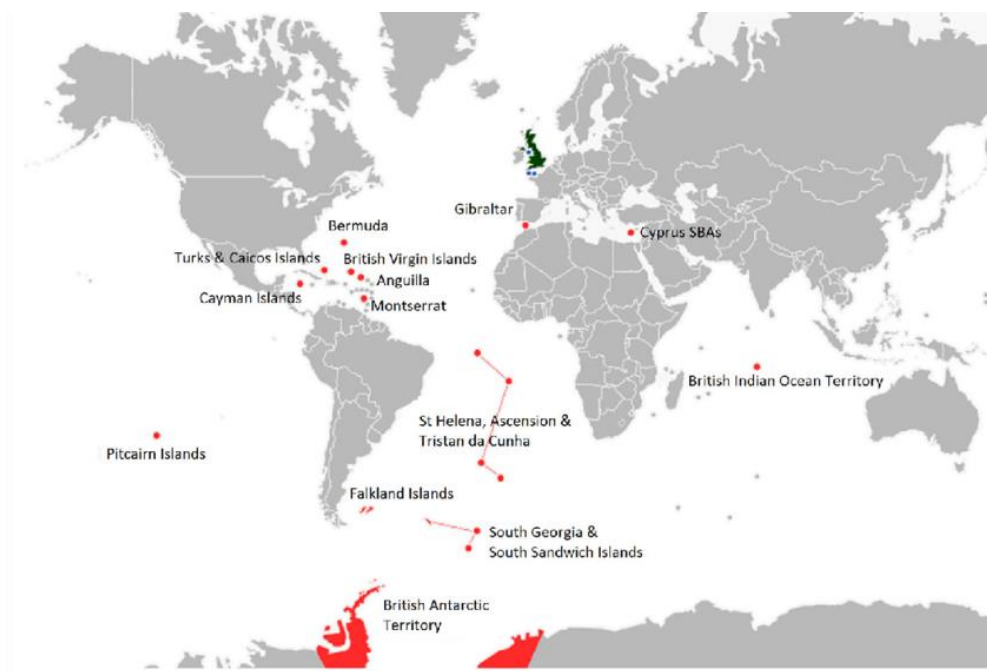 Gibraltar
Cyprus SBAs
Bermuda
Turks & Caicos Islands
British Virgin Islands
Anguilla
Cayman Islands
Montserrat
British Indian Ocean Territory
St Helena, Ascension &
Tristan da Cunha
Pitcairn Islands
Falkland Islands
South Georgia &
South Sandwich Islands
British Antarctic
Territory